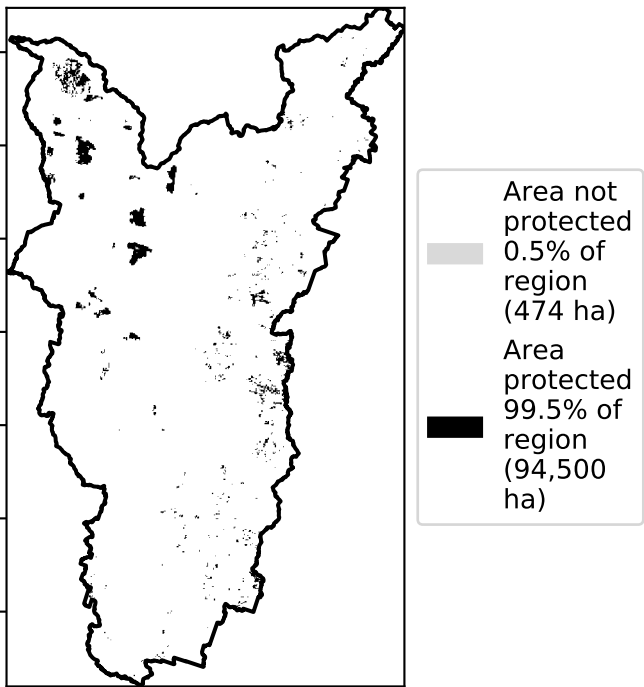 Area not
protected
0.5% of
region
(474 ha)
Area
protected
99.5% of
region
(94,500
ha)